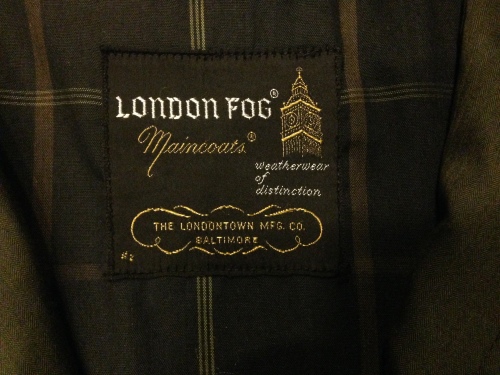 LONDON FOG®
Maincoats®
weatherwear
of
distinction
THE LONDONTOWN MFG. CO.
BALTIMORE